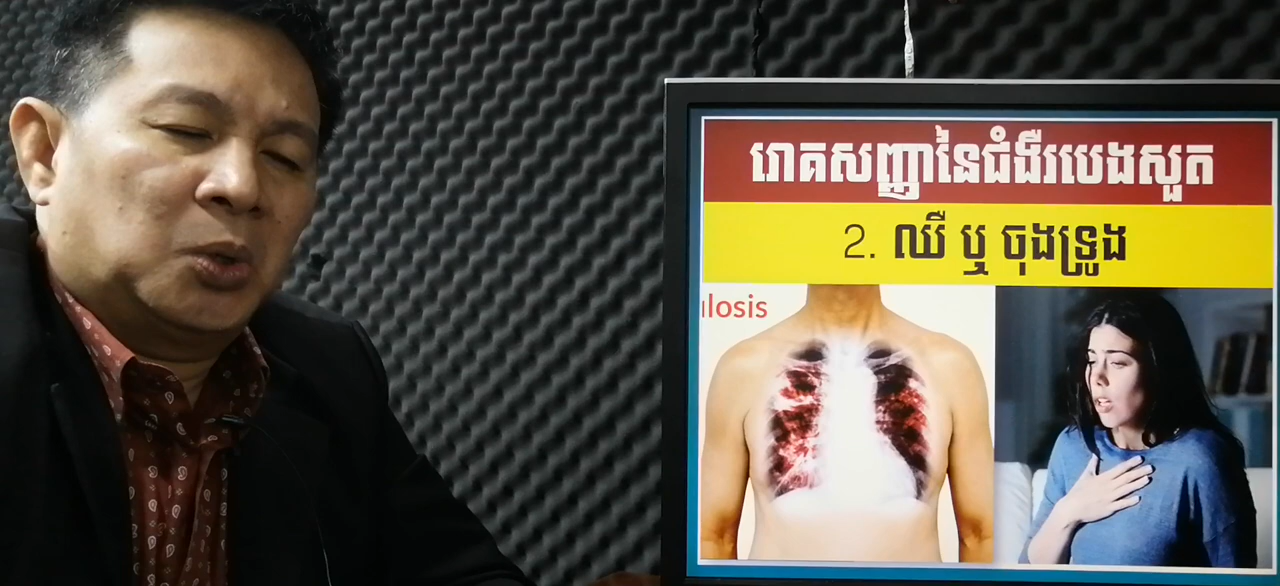 រោគសញ្ញានៃជំងឺរបេងសួត
2. ឈឺ ឬ ចុងទ្រូង
losis